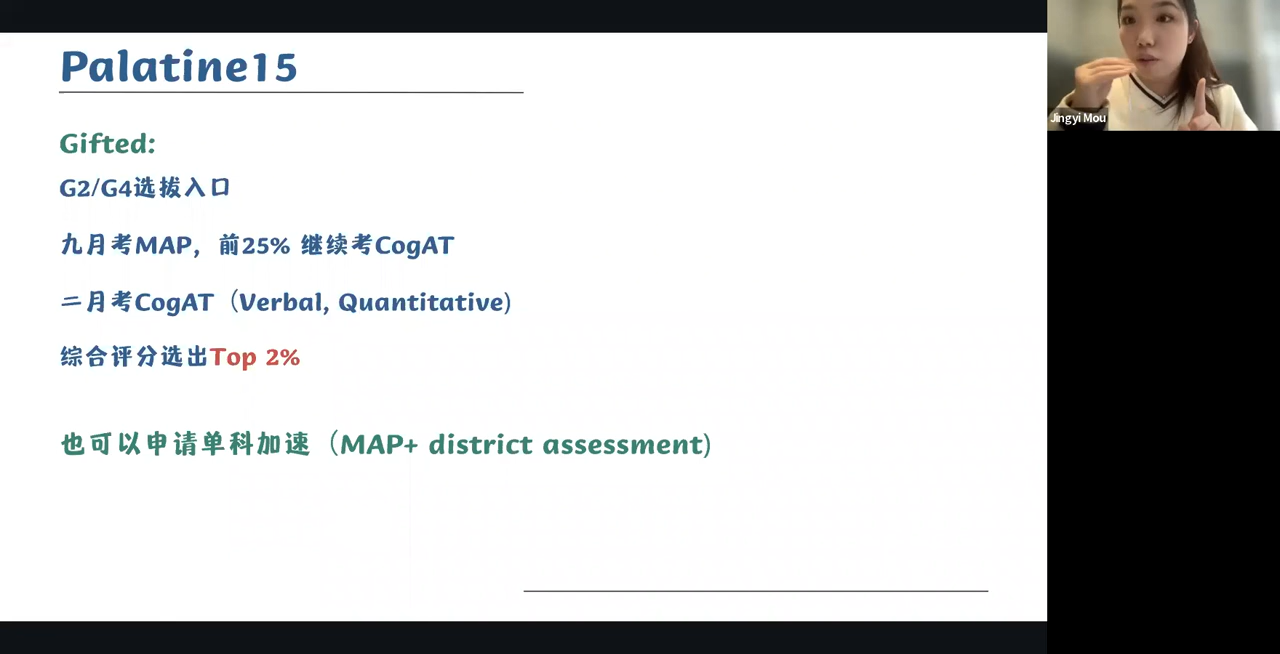 Palatine15
Gifted:
G2/G4选拔入口
九月考MAP，前25% 继续考CogAT
二月考CogAT（Verbal, Quantitative)
综合评分选出Top 2%
也可以申请单科加速（MAP+ district assessment)
Jingyi Mou